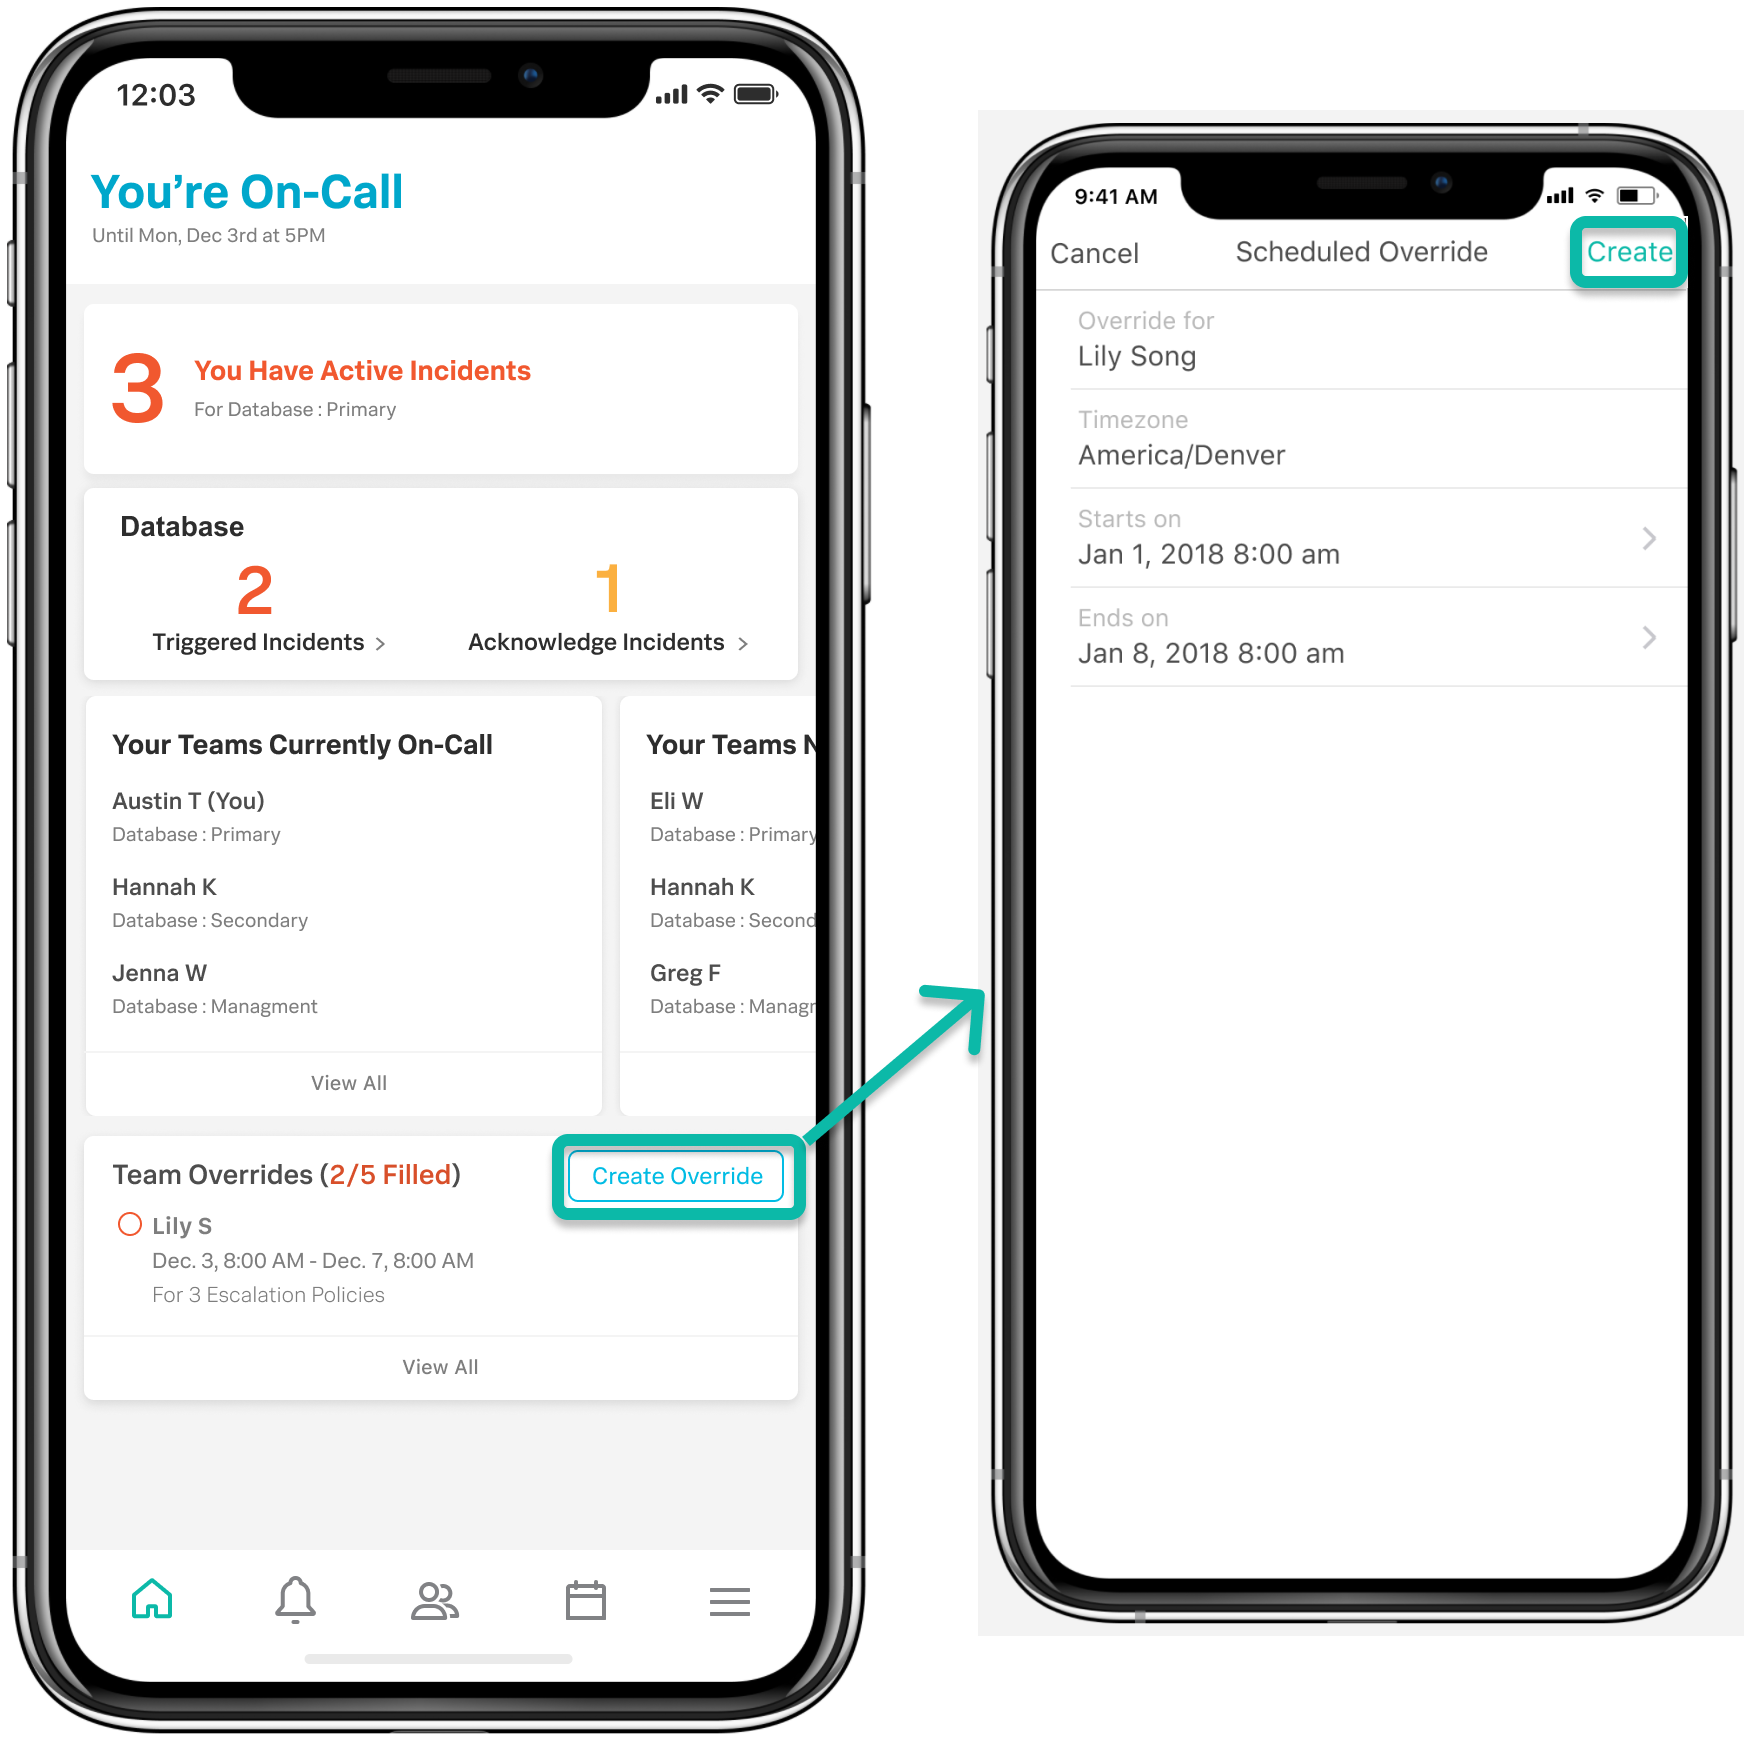 12:03
You're On-Call
Until Mon, Dec 3rd at 5PM
3
You Have Active Incidents
For Database : Primary
Database
2
1
Triggered Incidents
Acknowledge Incidents
Your Teams Currently On-Call
Austin T (You)
Database : Primary
Hannah K
Database : Secondary
Jenna W
Database : Managment
View All
Your Teams N
Eli W
Database : Primary
Hannah K
Database : Second
Greg F
Database : Managr
Team Overrides (2/5 Filled)
Create Override
Lily S
Dec. 3, 8:00 AM - Dec. 7, 8:00 AM
For 3 Escalation Policies
View All
9:41 AM
Cancel
Scheduled Override
Create
Override for
Lily Song
Timezone
America/Denver
Starts on
Jan 1, 2018 8:00 am
Ends on
Jan 8, 2018 8:00 am